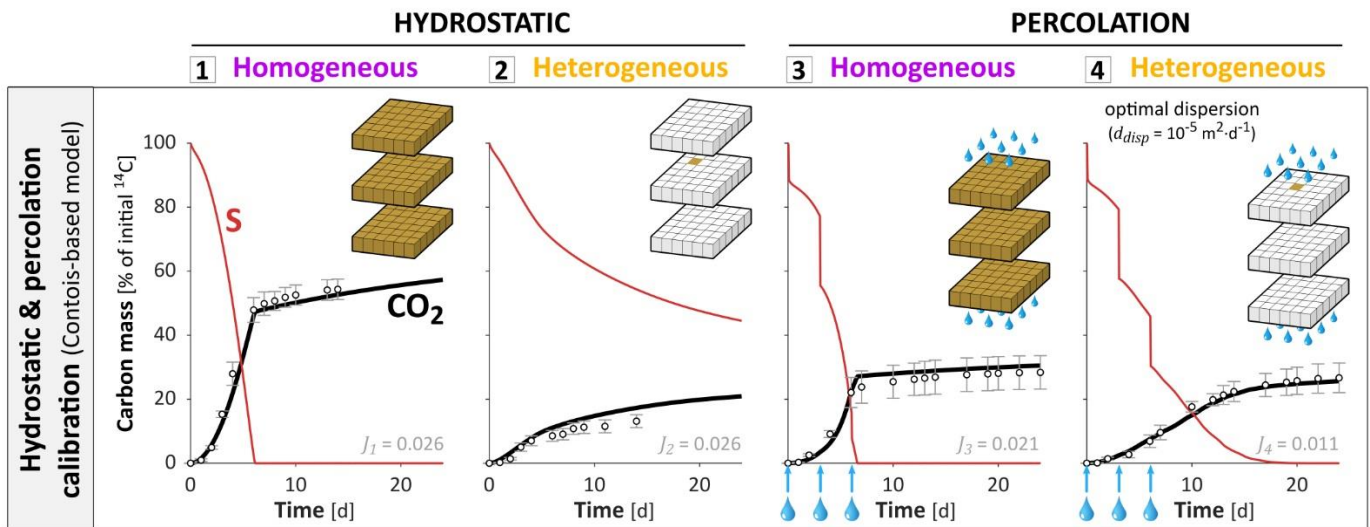 HYDROSTATIC
PERCOLATION
1 Homogeneous
2 Heterogeneous
3 Homogeneous
4 Heterogeneous
Hydrostatic & percolation
calibration (Contois-based model)
Carbon mass [% of initial ¹⁴C]
100
80
60
40
20
0
S
CO₂
J₁ = 0.026
0 10 20
Time [d]
J₂ = 0.026
0 10 20
Time [d]
J₃ = 0.021
0 10 20
Time [d]
optimal dispersion
(d_disp = 10⁻⁵ m²·d⁻¹)
J₄ = 0.011
0 10 20
Time [d]